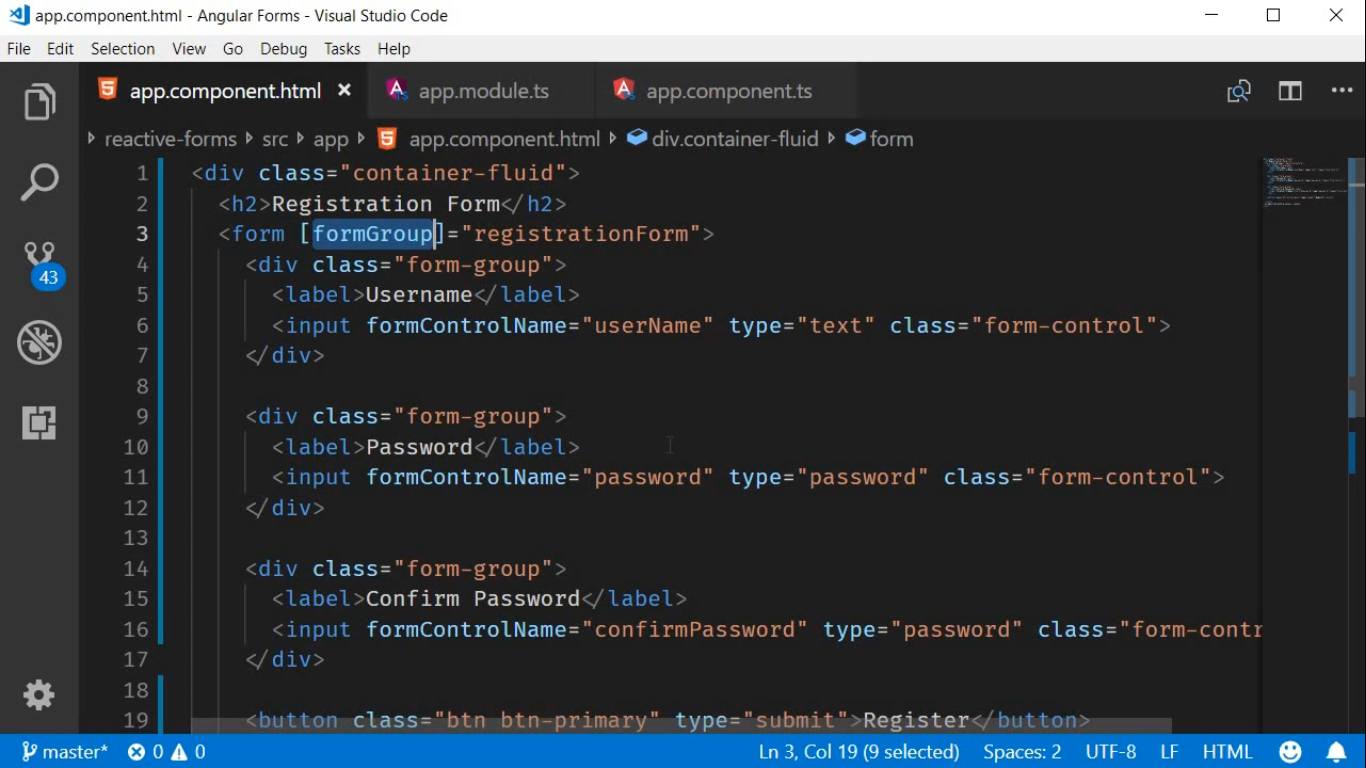 app.component.html - Angular Forms - Visual Studio Code
File Edit Selection View Go Debug Tasks Help
app.component.html app.module.ts app.component.ts
reactive-forms src app app.component.html div.container-fluid form
1 <div class="container-fluid">
2 <h2>Registration Form</h2>
3 <form [formGroup]="registrationForm">
4 <div class="form-group">
5 <label>Username</label>
6 <input formControlName="userName" type="text" class="form-control">
7 </div>
8
9 <div class="form-group">
10 <label>Password</label>
11 <input formControlName="password" type="password" class="form-control">
12 </div>
13
14 <div class="form-group">
15 <label>Confirm Password</label>
16 <input formControlName="confirmPassword" type="password" class="form-contr
17 </div>
18
19 <button class="btn btn-primary" type="submit">Register</button>
43
master* 0 0 Ln 3, Col 19 (9 selected) Spaces: 2 UTF-8 LF HTML